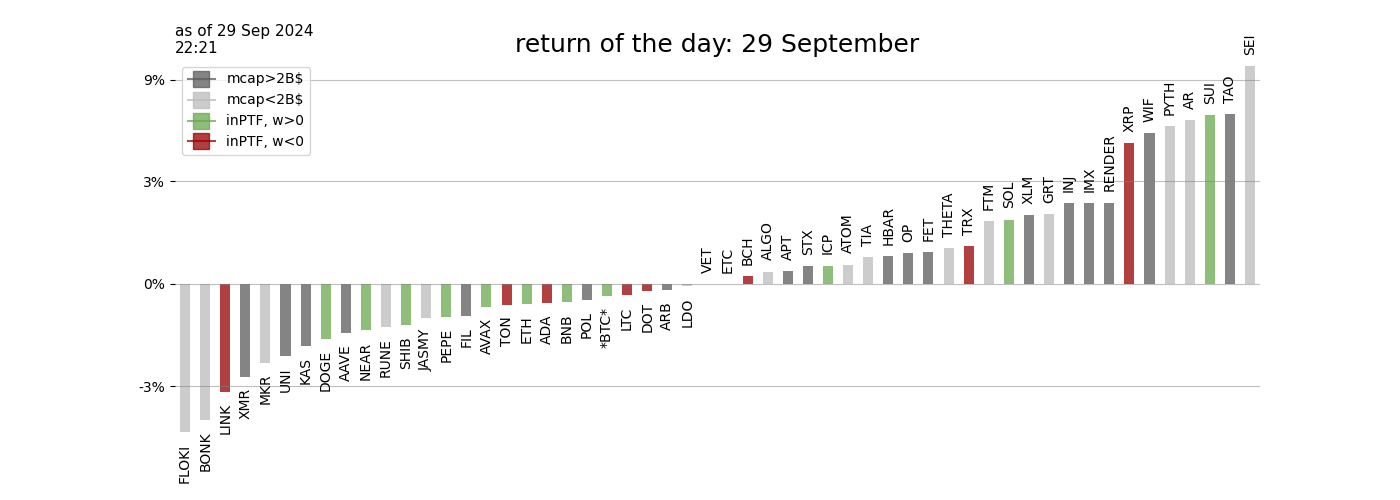 as of 29 Sep 2024
22:21
return of the day: 29 September
mcap>2B$
mcap<2B$
inPTF, w>0
inPTF, w<0
9%
3%
0%
-3%
FLOKI
BONK
LINK
XMR
MKR
UNI
KAS
DOGE
AAVE
NEAR
RUNE
SHIB
JASMY
PEPE
FIL
AVAX
TON
ETH
ADA
BNB
POL
*BTC*
LTC
DOT
ARB
LDO
VET
ETC
BCH
ALGO
APT
STX
ICP
ATOM
TIA
HBAR
OP
FET
THETA
TRX
FTM
SOL
XLM
GRT
INJ
IMX
RENDER
XRP
WIF
PYTH
AR
SUI
TAO
SEI